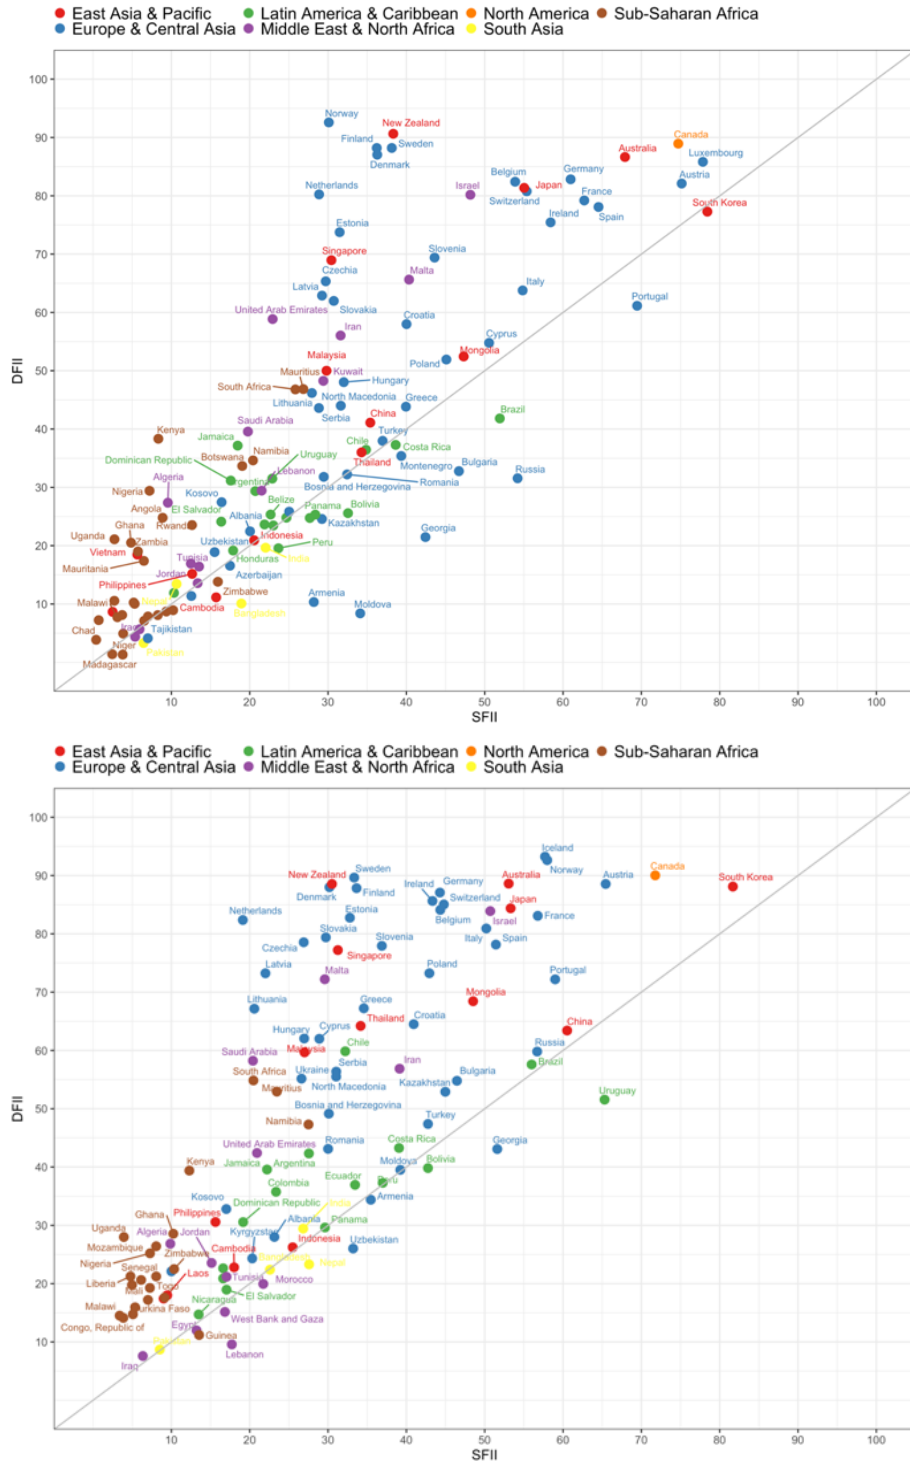 East Asia & Pacific Latin America & Caribbean North America Sub-Saharan Africa
Europe & Central Asia Middle East & North Africa South Asia
100
Norway
New Zealand
90
Finland Sweden Australia Canada
Denmark Luxembourg
Belgium Germany
Netherlands Israel Japan Austria
80
Switzerland France
South Korea
Ireland Spain
Estonia
70
Singapore Slovenia
Czechia Malta
Latvia Italy
Slovakia Portugal
United Arab Emirates
60
Iran Croatia
Cyprus
Malaysia Mongolia
DFII
50
Mauritius Kuwait Poland
South Africa Hungary
Lithuania North Macedonia Greece
Serbia Brazil
Saudi Arabia China
40
Kenya Jamaica Turkey
Chile Costa Rica
Dominican Republic Botswana Namibia Uruguay Thailand
Montenegro Bulgaria
Algeria Lebanon Russia
Argentina Bosnia and Herzegovina Romania
30
Nigeria Kosovo
Angola El Salvador Belize Panama Bolivia
Ghana Rwanda Albania Kazakhstan
Uganda Zambia Indonesia Georgia
20
Vietnam Uzbekistan Peru
Mauritania Tunisia Honduras India
Jordan Azerbaijan
Philippines Zimbabwe Armenia
Malawi Nepal Cambodia Bangladesh Moldova
10
Chad Iraq Tajikistan
Niger Pakistan
Madagascar
10 20 30 40 50 60 70 80 90 100
SFII
East Asia & Pacific Latin America & Caribbean North America Sub-Saharan Africa
Europe & Central Asia Middle East & North Africa South Asia
100
Iceland
Sweden Norway
New Zealand Germany Australia Canada Austria South Korea
90
Denmark Finland Ireland Switzerland Japan
Netherlands Estonia Belgium Israel France
Slovakia
80
Czechia Slovenia Italy Spain
Singapore
Latvia Malta Poland Portugal
70
Lithuania Greece Mongolia
Thailand Croatia China
Hungary Cyprus
60
Saudi Arabia Malaysia Chile Russia
South Africa Ukraine Serbia Iran Brazil
Mauritius North Macedonia Kazakhstan Bulgaria
DFII
50
Bosnia and Herzegovina Uruguay
Namibia Turkey
United Arab Emirates Romania Costa Rica Georgia
40
Kenya Jamaica Argentina Moldova Bolivia
Colombia Ecuador Peru
Kosovo Dominican Republic Armenia
30
Ghana Philippines Albania India Panama
Uganda Algeria Jordan Kyrgyzstan
Mozambique Cambodia Indonesia Uzbekistan
Nigeria Senegal Zimbabwe Nepal
20
Liberia Mali Togo Laos Tunisia Morocco
Malawi Burkina Faso Nicaragua El Salvador
Congo, Republic of Egypt West Bank and Gaza
10
Pakistan Guinea
Iraq Lebanon
10 20 30 40 50 60 70 80 90 100
SFII